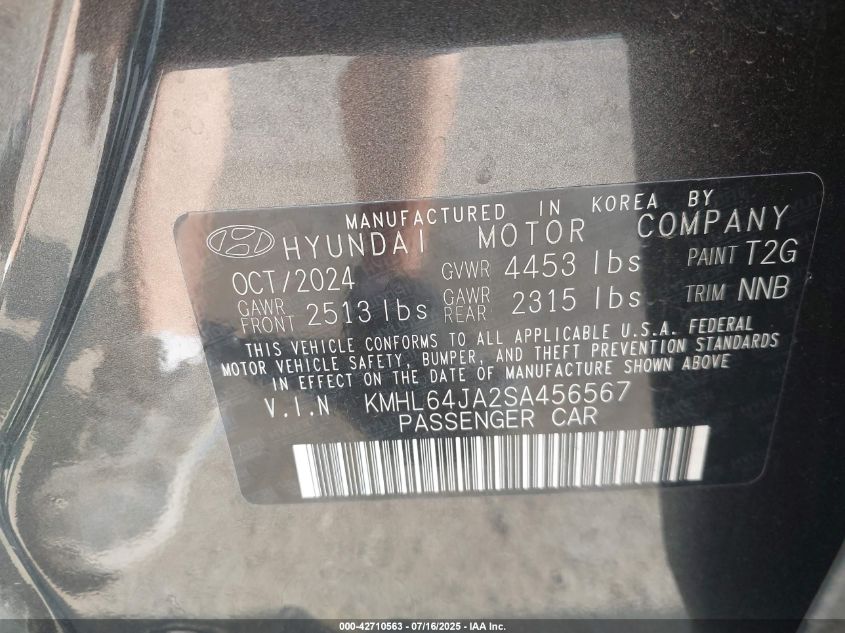 MANUFACTURED IN KOREA BY
HYUNDAI MOTOR COMPANY
OCT/2024 GVWR 4453 lbs PAINT T2G
GAWR FRONT 2513 lbs GAWR REAR 2315 lbs TRIM NNB
THIS VEHICLE CONFORMS TO ALL APPLICABLE U.S.A. FEDERAL
MOTOR VEHICLE SAFETY, BUMPER, AND THEFT PREVENTION STANDARDS
IN EFFECT ON THE DATE OF MANUFACTURE SHOWN ABOVE
V.I.N KMHL64JA2SA456567
PASSENGER CAR
000-42710563 - 07/16/2025 - IAA Inc.